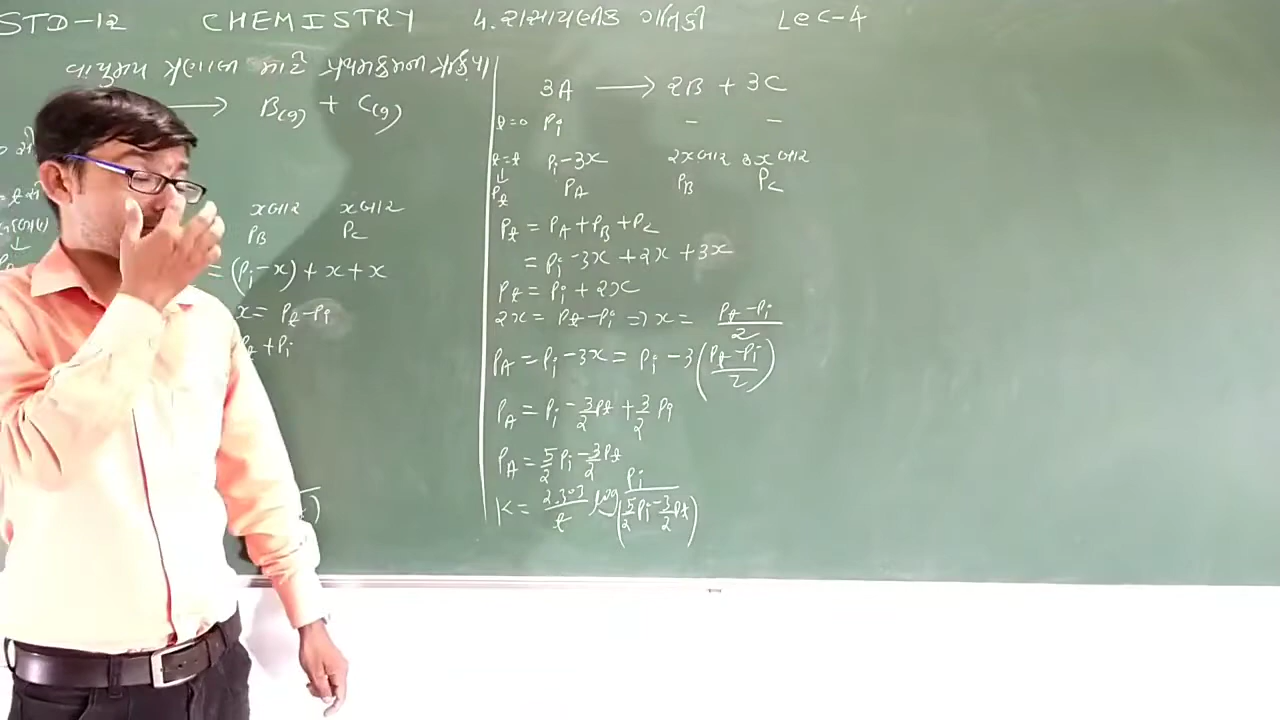 STD-12 CHEMISTRY 4. રાસાયણીક ગતિકી Lec-4
વાયુમય પ્રણાલી માટે પ્રથમક્રમની પ્રક્રિયા
⟶ B(g) + C(g)
x બાર x બાર
PB PC
= (Pi - x) + x + x
x = Pt - Pi
Pt + Pi
3A ⟶ 2B + 3C
t=0 Pi - -
t=t Pi-3x 2x બાર 3x બાર
↓
Pt PA PB PC
Pt = PA + PB + PC
= Pi - 3x + 2x + 3x
Pt = Pi + 2x
2x = Pt - Pi ⇒ x = (Pt - Pi)/2
PA = Pi - 3x = Pi - 3((Pt - Pi)/2)
PA = Pi - 3/2 Pt + 3/2 Pi
PA = 5/2 Pi - 3/2 Pt
K = 2.303/t log Pi/(5/2 Pi - 3/2 Pt)